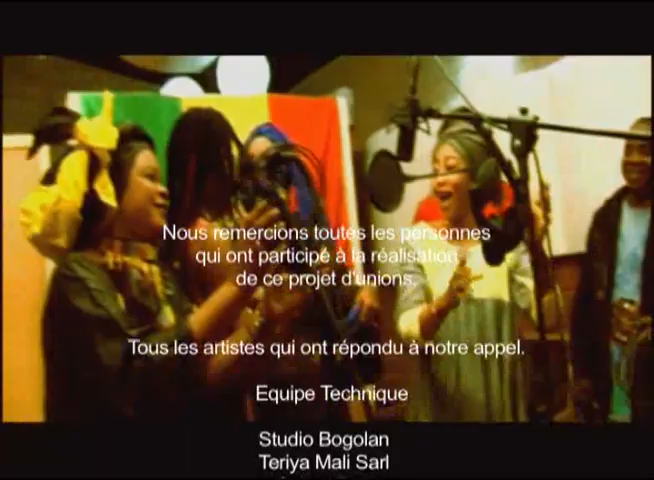 Nous remercions toutes les personnes
qui ont participé à la réalisation
de ce projet d'unions.
Tous les artistes qui ont répondu à notre appel.
Equipe Technique
Studio Bogolan
Teriya Mali Sarl